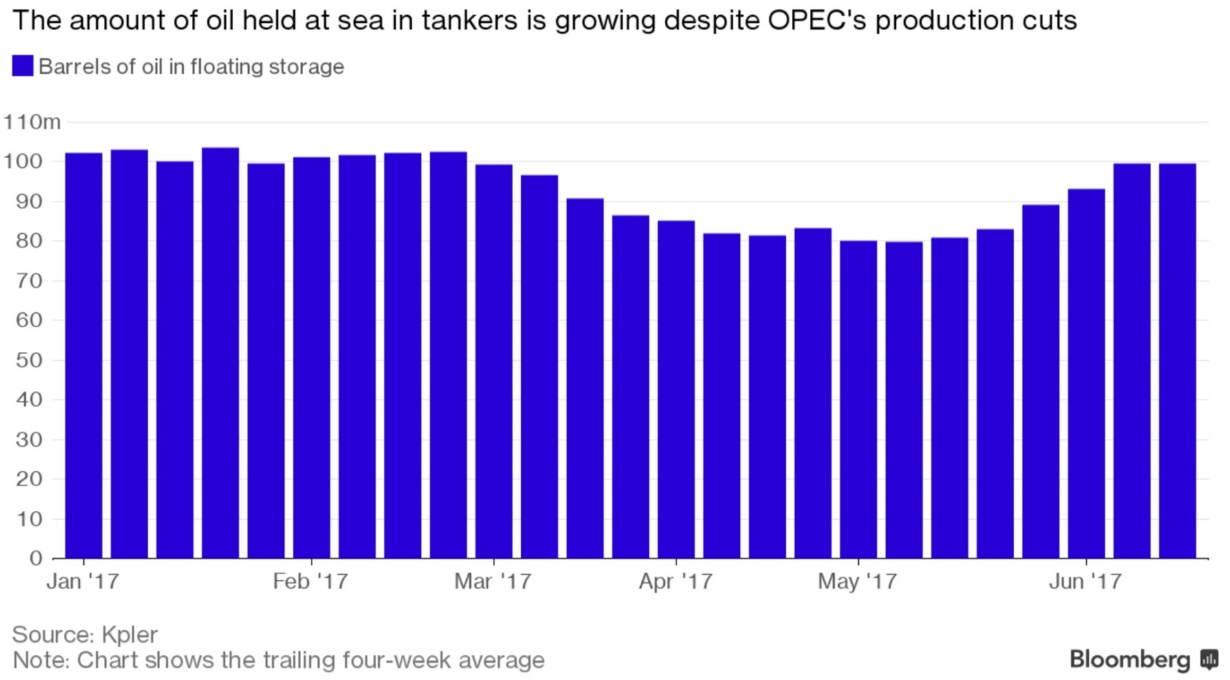 The amount of oil held at sea in tankers is growing despite OPEC's production cuts
Barrels of oil in floating storage
110m
100
90
80
70
60
50
40
30
20
10
0
Jan '17 Feb '17 Mar '17 Apr '17 May '17 Jun '17
Source: Kpler
Note: Chart shows the trailing four-week average
Bloomberg